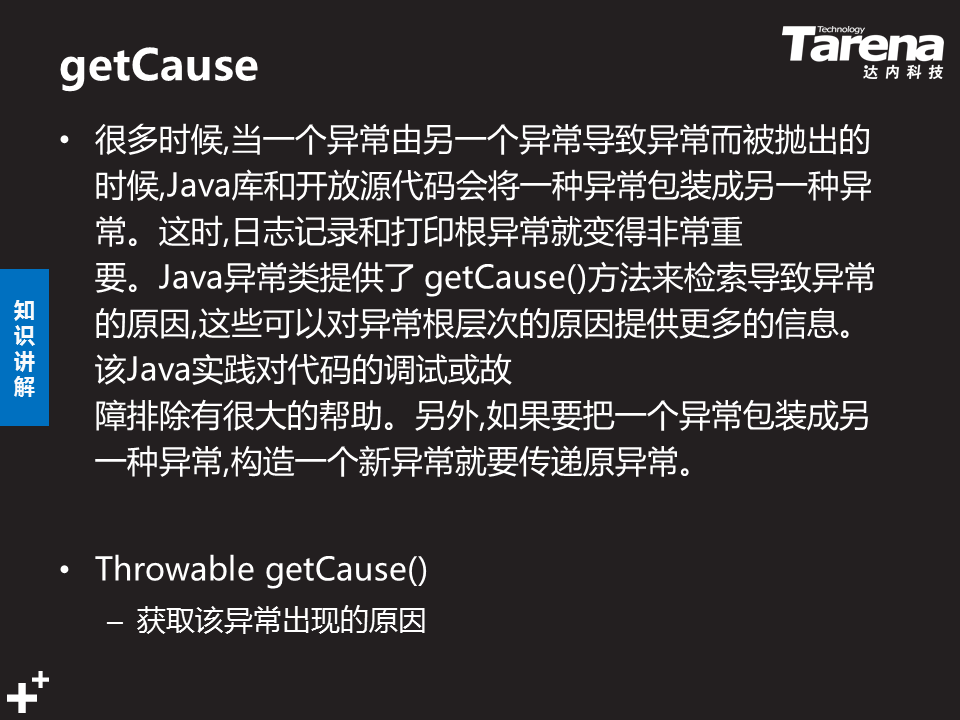 getCause
Technology
Tarena
达内科技
• 很多时候,当一个异常由另一个异常导致异常而被抛出的
时候,Java库和开放源代码会将一种异常包装成另一种异
常。这时,日志记录和打印根异常就变得非常重
要。Java异常类提供了 getCause()方法来检索导致异常
的原因,这些可以对异常根层次的原因提供更多的信息。
该Java实践对代码的调试或故
障排除有很大的帮助。另外,如果要把一个异常包装成另
一种异常,构造一个新异常就要传递原异常。
知
识
讲
解
• Throwable getCause()
– 获取该异常出现的原因